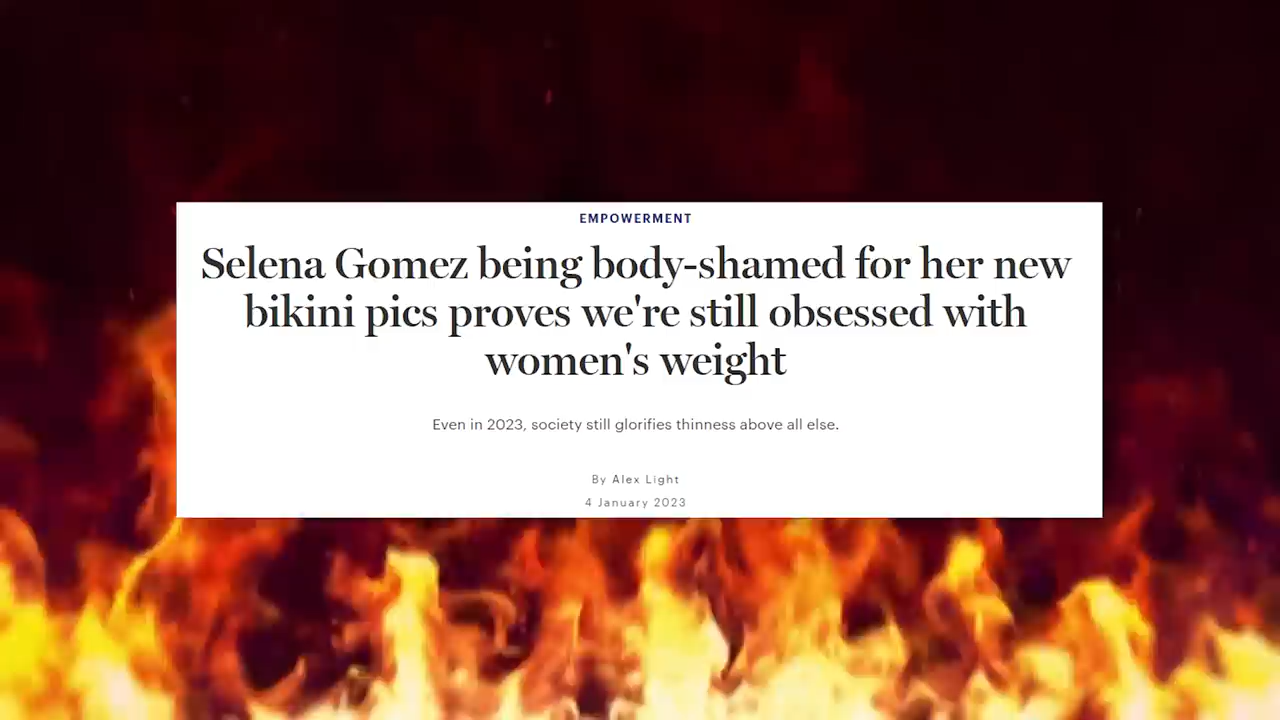 EMPOWERMENT
Selena Gomez being body-shamed for her new
bikini pics proves we're still obsessed with
women's weight
Even in 2023, society still glorifies thinness above all else.
By Alex Light
4 January 2023